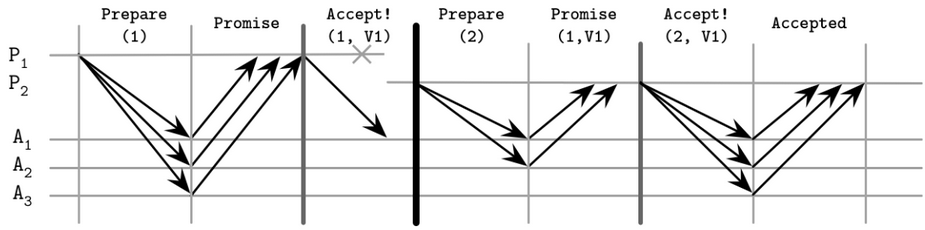 Prepare
(1)
Promise
Accept!
(1, V1)
Prepare
(2)
Promise
(1,V1)
Accept!
(2, V1)
Accepted
P1
P2
A1
A2
A3